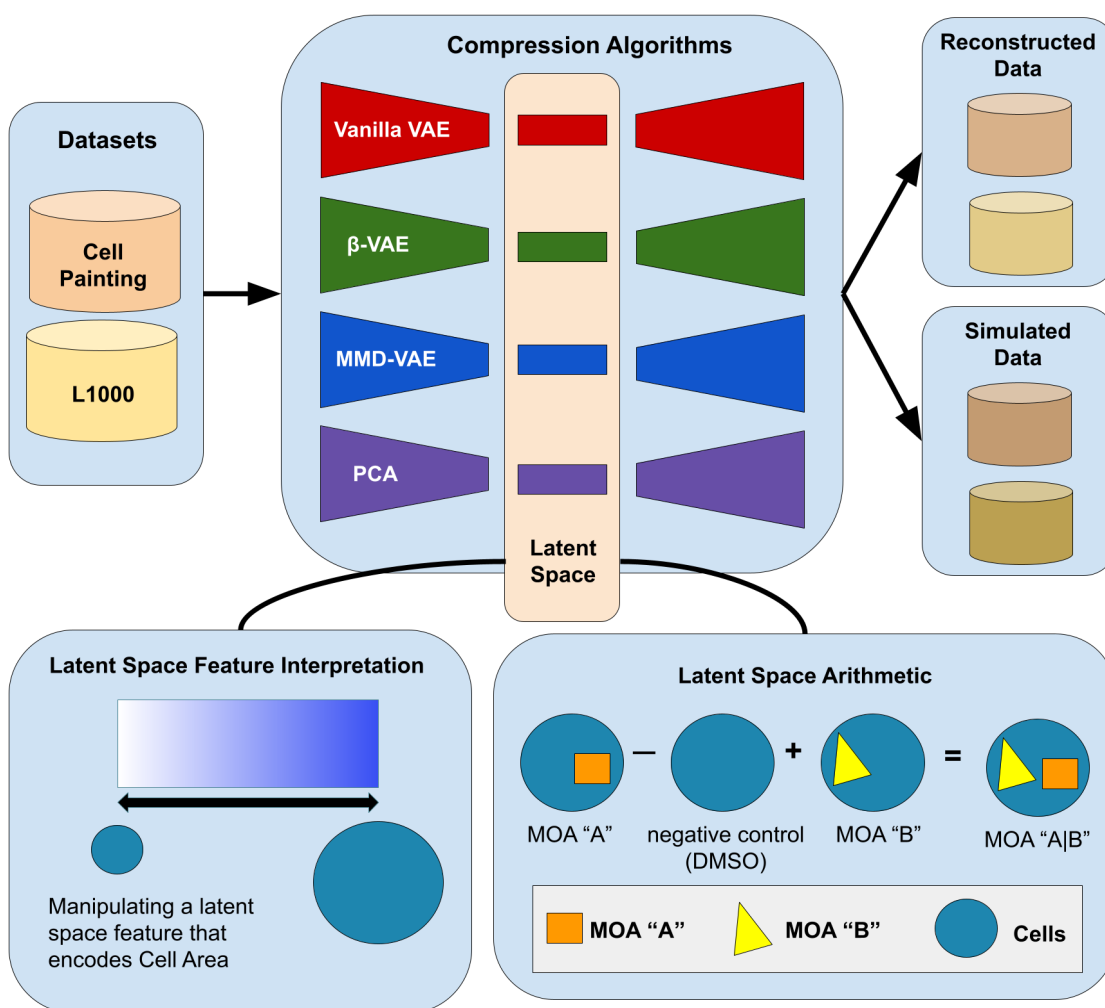 Datasets
Cell
Painting
L1000
Compression Algorithms
Vanilla VAE
β-VAE
MMD-VAE
PCA
Latent
Space
Reconstructed
Data
Simulated
Data
Latent Space Feature Interpretation
Manipulating a latent
space feature that
encodes Cell Area
Latent Space Arithmetic
— + =
MOA “A”
negative control
(DMSO)
MOA “B”
MOA “A|B”
MOA “A”
MOA “B”
Cells